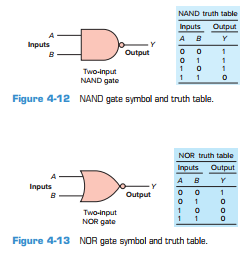 A
Inputs
B
Y
Output
Two-input
NAND gate
NAND truth table
Inputs Output
A B Y
0 0 1
0 1 1
1 0 1
1 1 0
Figure 4-12 NAND gate symbol and truth table.
A
Inputs
B
Y
Output
Two-input
NOR gate
NOR truth table
Inputs Output
A B Y
0 0 1
0 1 0
1 0 0
1 1 0
Figure 4-13 NOR gate symbol and truth table.